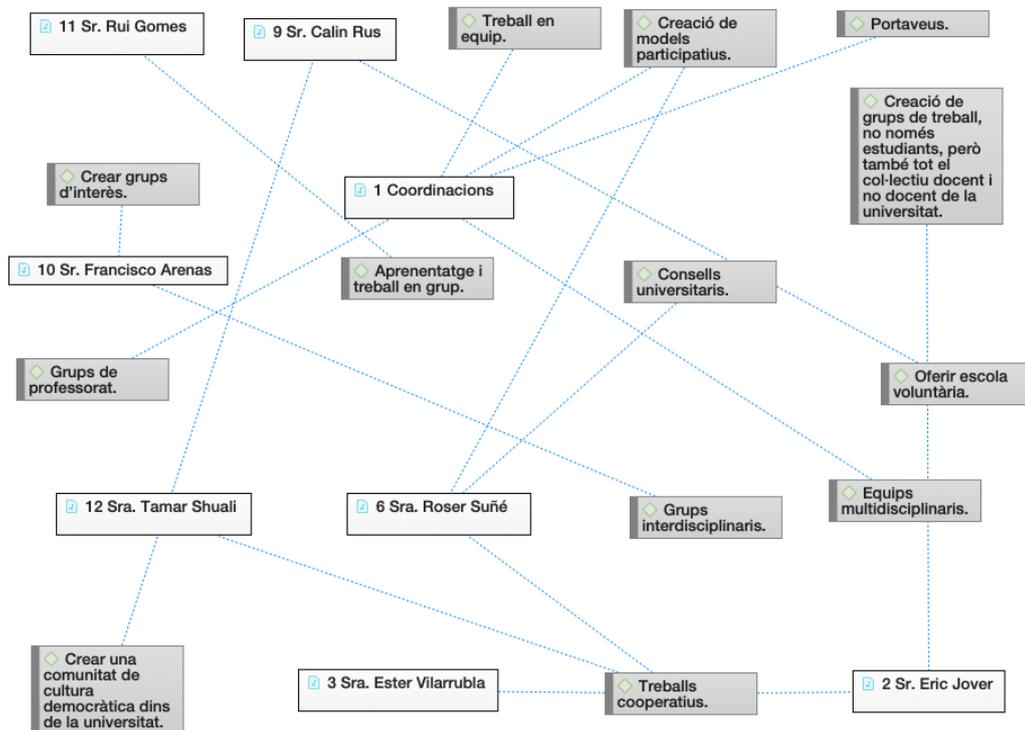 11 Sr. Rui Gomes
9 Sr. Calin Rus
Treball en
equip.
Creació de
models
participatius.
Portaveus.
Creació de
grups de treball,
no només
estudiants, però
també tot el
col·lectiu docent i
no docent de la
universitat.
Crear grups
d'interès.
1 Coordinacions
10 Sr. Francisco Arenas
Aprenentatge i
treball en grup.
Consells
universitaris.
Grups de
professorat.
Oferir escola
voluntària.
12 Sra. Tamar Shuali
6 Sra. Roser Suñé
Grups
interdisciplinaris.
Equips
multidisciplinaris.
Crear una
comunitat de
cultura
democràtica dins
de la universitat.
3 Sra. Ester Vilarrubla
Treballs
cooperatius.
2 Sr. Eric Jover